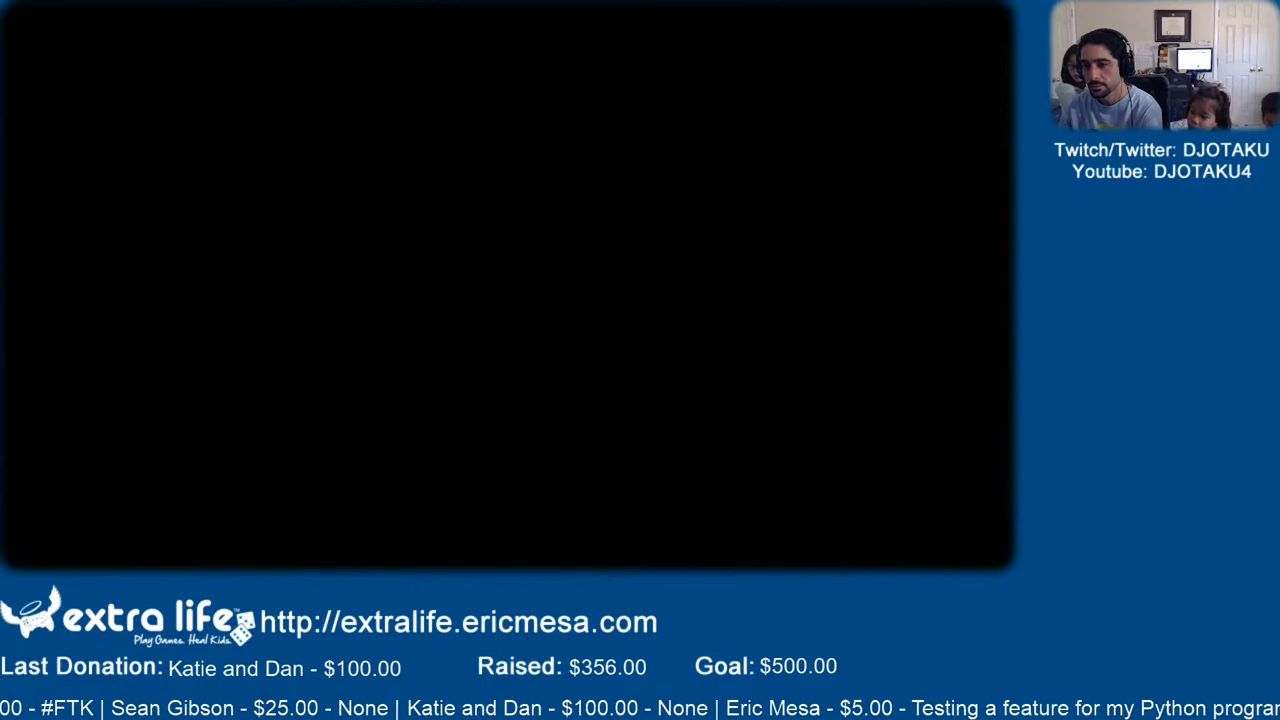 Twitch/Twitter: DJOTAKU
Youtube: DJOTAKU4
extra life
Play Games. Heal Kids.
http://extralife.ericmesa.com
Last Donation: Katie and Dan - $100.00 Raised: $356.00 Goal: $500.00
00 - #FTK | Sean Gibson - $25.00 - None | Katie and Dan - $100.00 - None | Eric Mesa - $5.00 - Testing a feature for my Python progra